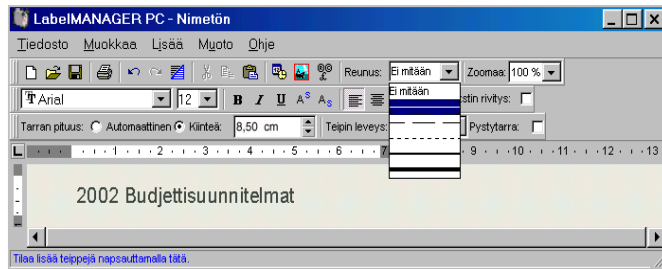 LabelMANAGER PC - Nimetön
Tiedosto Muokkaa Lisää Muoto Ohje
Reunus: Ei mitään Zoomaa: 100 %
Arial 12 B I U A S A S Ei mitään stin rivitys:
Tarran pituus: Automaattinen Kiinteä: 8,50 cm Teipin leveys: Pystytarra:
L 1 2 3 4 5 6 7 9 10 11 12 13
2002 Budjettisuunnitelmat
Tilaa lisää teippejä napsauttamalla tätä.